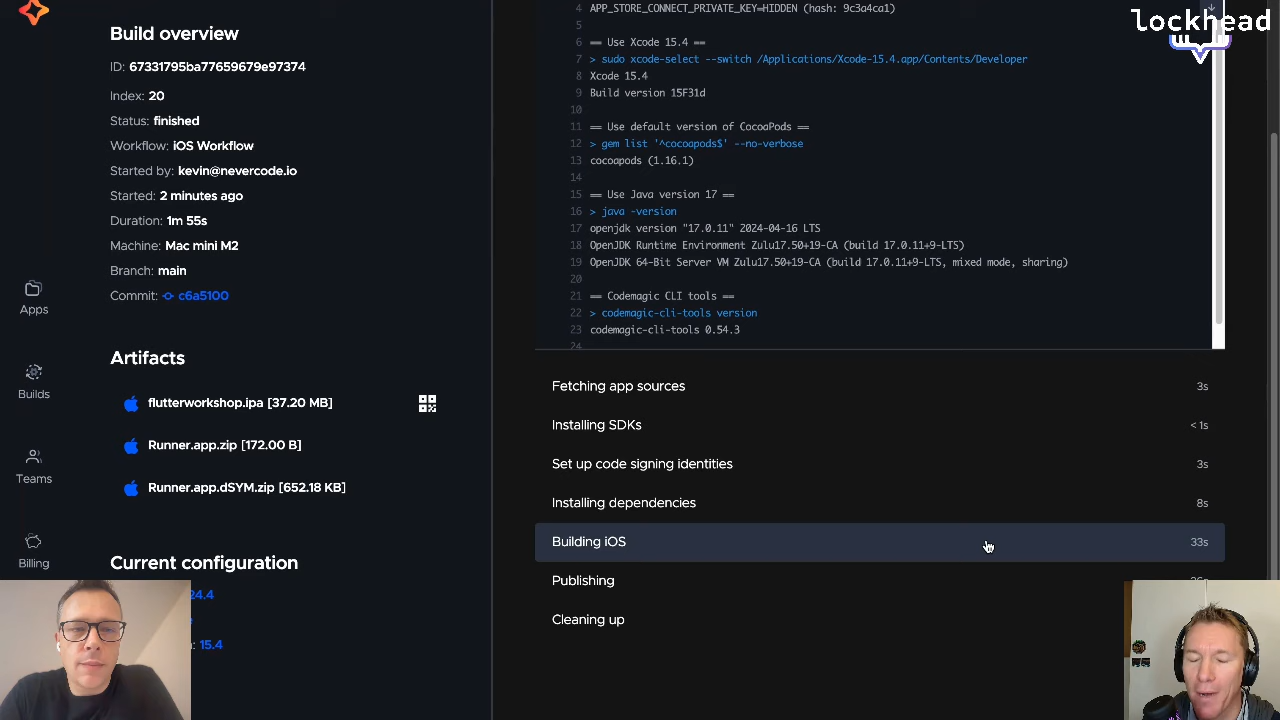 lockhead
Build overview
ID: 67331795ba77659679e97374
Index: 20
Status: finished
Workflow: iOS Workflow
Started by: kevin@nevercode.io
Started: 2 minutes ago
Duration: 1m 55s
Machine: Mac mini M2
Branch: main
Commit: c6a5100
Apps
Builds
Teams
Billing
Artifacts
flutterworkshop.ipa [37.20 MB]
Runner.app.zip [172.00 B]
Runner.app.dSYM.zip [652.18 KB]
Current configuration
24.4
15.4
4 APP_STORE_CONNECT_PRIVATE_KEY=HIDDEN (hash: 9c3a4ca1)
5
6 == Use Xcode 15.4 ==
7 > sudo xcode-select --switch /Applications/Xcode-15.4.app/Contents/Developer
8 Xcode 15.4
9 Build version 15F31d
10
11 == Use default version of CocoaPods ==
12 > gem list '^cocoapods$' --no-verbose
13 cocoapods (1.16.1)
14
15 == Use Java version 17 ==
16 > java -version
17 openjdk version "17.0.11" 2024-04-16 LTS
18 OpenJDK Runtime Environment Zulu17.50+19-CA (build 17.0.11+9-LTS)
19 OpenJDK 64-Bit Server VM Zulu17.50+19-CA (build 17.0.11+9-LTS, mixed mode, sharing)
20
21 == Codemagic CLI tools ==
22 > codemagic-cli-tools version
23 codemagic-cli-tools 0.54.3
24
Fetching app sources 3s
Installing SDKs < 1s
Set up code signing identities 3s
Installing dependencies 8s
Building iOS 33s
Publishing
Cleaning up